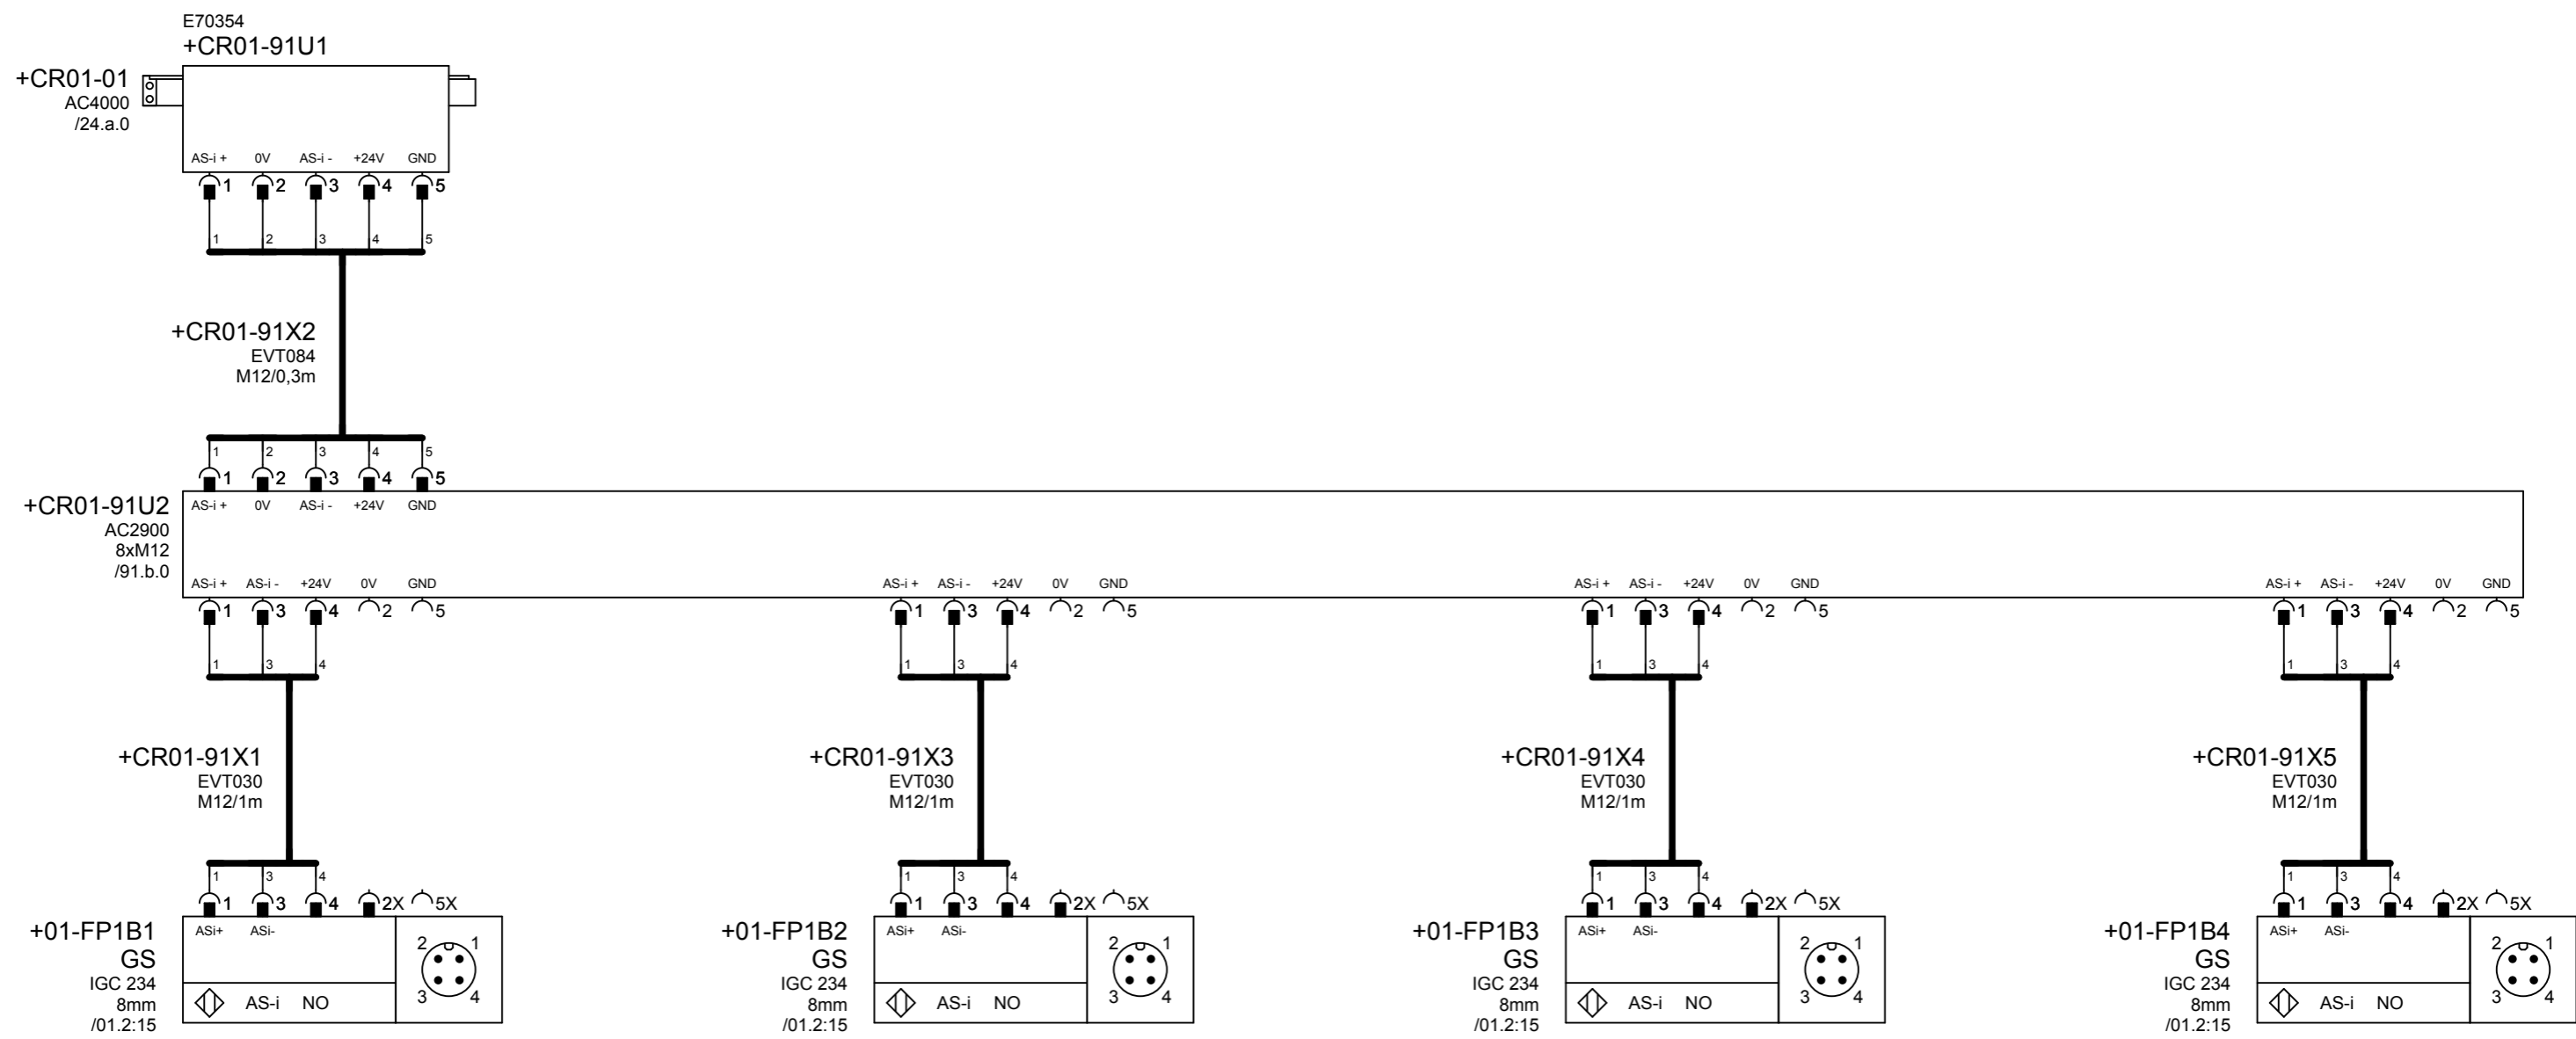 E70354
+CR01-91U1
+CR01-01
AC4000
/24.a.0
AS-i + 0V AS-i - +24V GND
1 2 3 4 5
1 2 3 4 5
+CR01-91X2
EVT084
M12/0,3m
1 2 3 4 5
1 2 3 4 5
+CR01-91U2
AC2900
8xM12
/91.b.0
AS-i + 0V AS-i - +24V GND
AS-i + AS-i - +24V 0V GND AS-i + AS-i - +24V 0V GND AS-i + AS-i - +24V 0V GND AS-i + AS-i - +24V 0V GND
1 3 4 2 5 1 3 4 2 5 1 3 4 2 5 1 3 4 2 5
1 3 4 1 3 4 1 3 4 1 3 4
+CR01-91X1
EVT030
M12/1m
+CR01-91X3
EVT030
M12/1m
+CR01-91X4
EVT030
M12/1m
+CR01-91X5
EVT030
M12/1m
1 3 4 1 3 4 1 3 4 1 3 4
1 3 4 2X 5X 1 3 4 2X 5X 1 3 4 2X 5X 1 3 4 2X 5X
+01-FP1B1
GS
IGC 234
8mm
/01.2:15
ASi+ ASi-
AS-i NO
2 1
3 4
+01-FP1B2
GS
IGC 234
8mm
/01.2:15
ASi+ ASi-
AS-i NO
2 1
3 4
+01-FP1B3
GS
IGC 234
8mm
/01.2:15
ASi+ ASi-
AS-i NO
2 1
3 4
+01-FP1B4
GS
IGC 234
8mm
/01.2:15
ASi+ ASi-
AS-i NO
2 1
3 4